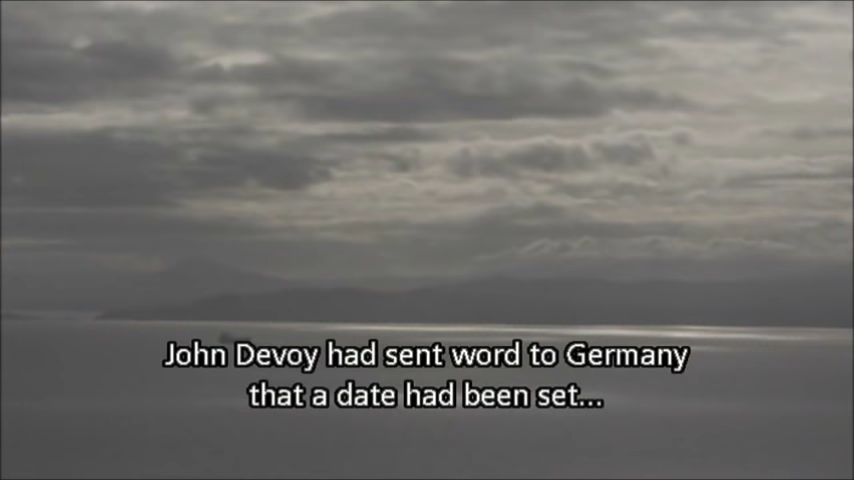 John Devoy had sent word to Germany
that a date had been set...